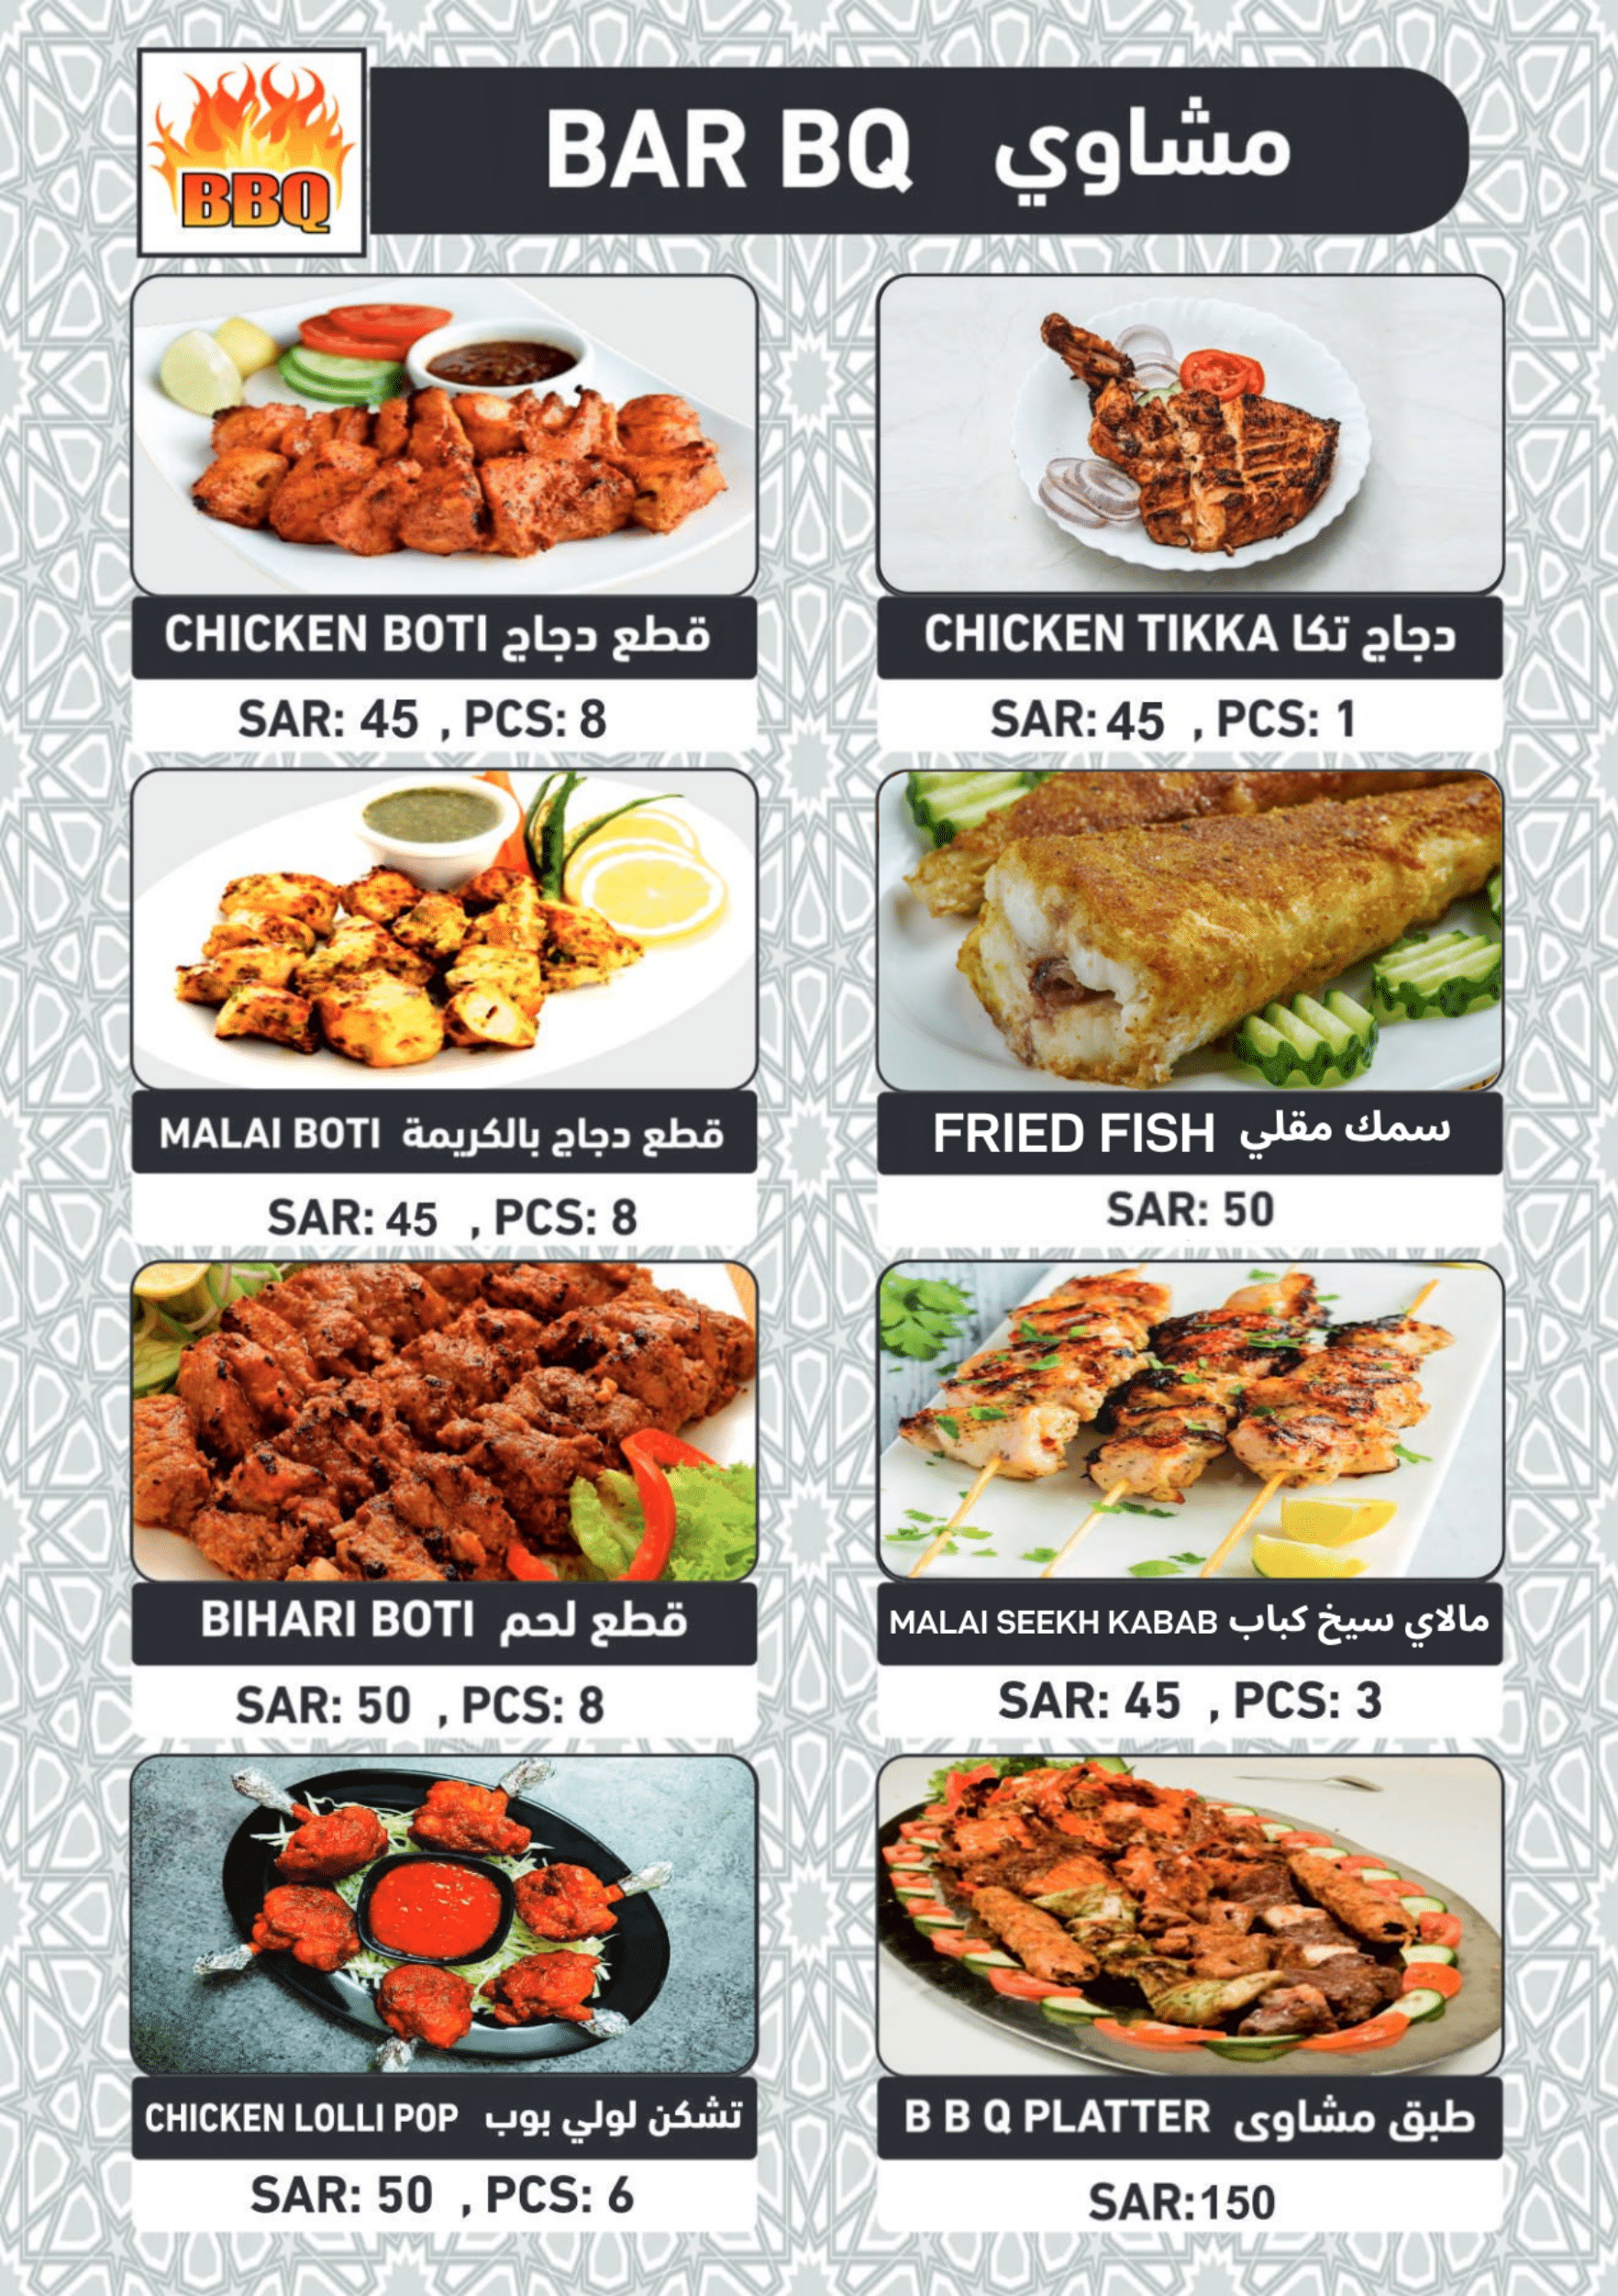 BBQ
BAR BQ مشاوي
CHICKEN BOTI قطع دجاج
SAR: 45 , PCS: 8
CHICKEN TIKKA دجاج تكا
SAR: 45 , PCS: 1
MALAI BOTI قطع دجاج بالكريمة
SAR: 45 , PCS: 8
FRIED FISH سمك مقلي
SAR: 50
BIHARI BOTI قطع لحم
SAR: 50 , PCS: 8
MALAI SEEKH KABAB مالاي سيخ كباب
SAR: 45 , PCS: 3
CHICKEN LOLLI POP تشكن لولي بوب
SAR: 50 , PCS: 6
B B Q PLATTER طبق مشاوى
SAR:150